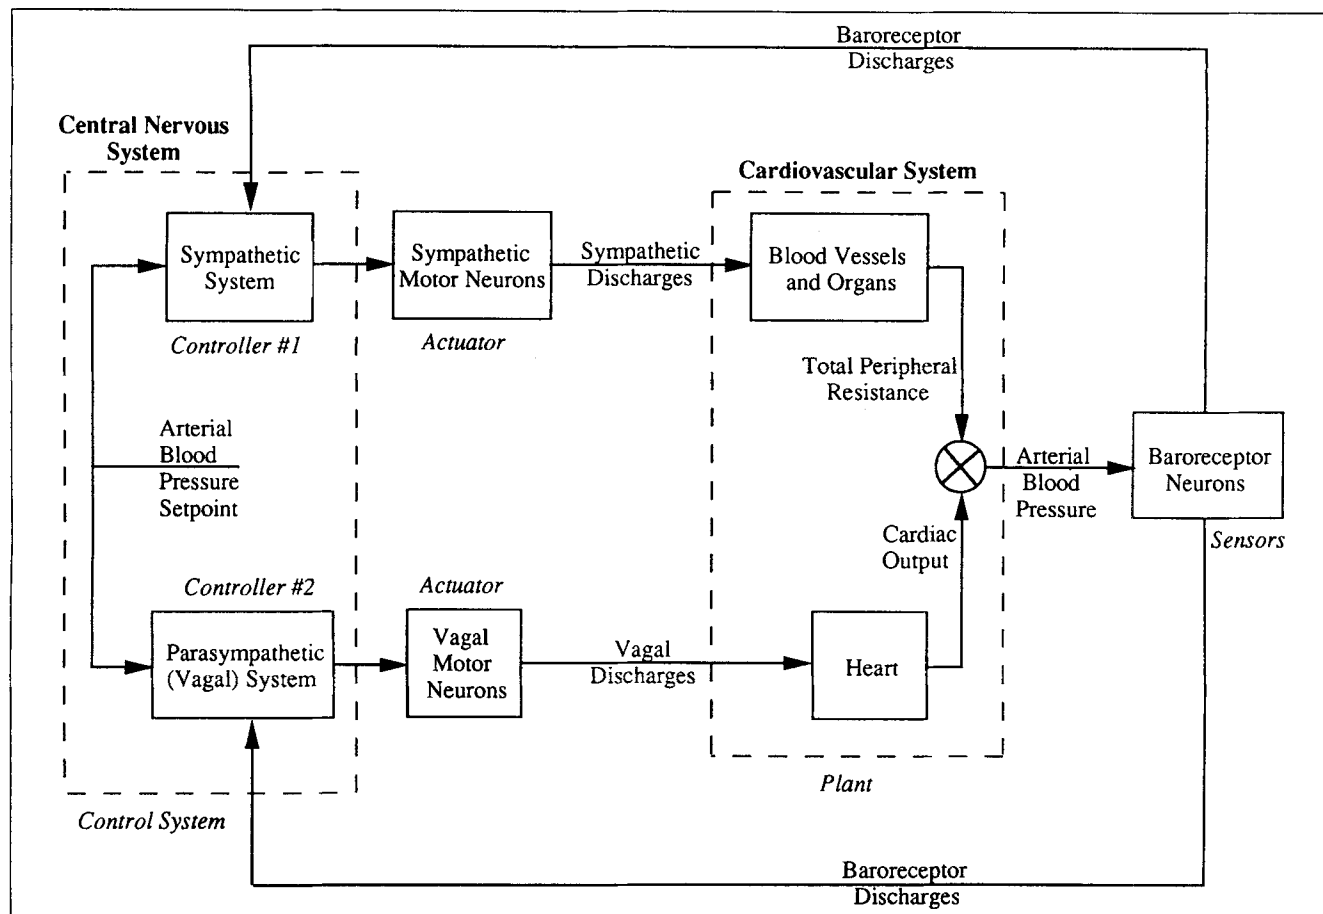 Baroreceptor
Discharges
Central Nervous
System
Cardiovascular System
Sympathetic
System
Sympathetic
Motor Neurons
Sympathetic
Discharges
Blood Vessels
and Organs
Controller #1
Actuator
Total Peripheral
Resistance
Arterial
Blood
Pressure
Setpoint
Arterial
Blood
Pressure
Baroreceptor
Neurons
Sensors
Cardiac
Output
Controller #2
Actuator
Parasympathetic
(Vagal) System
Vagal
Motor
Neurons
Vagal
Discharges
Heart
Plant
Control System
Baroreceptor
Discharges